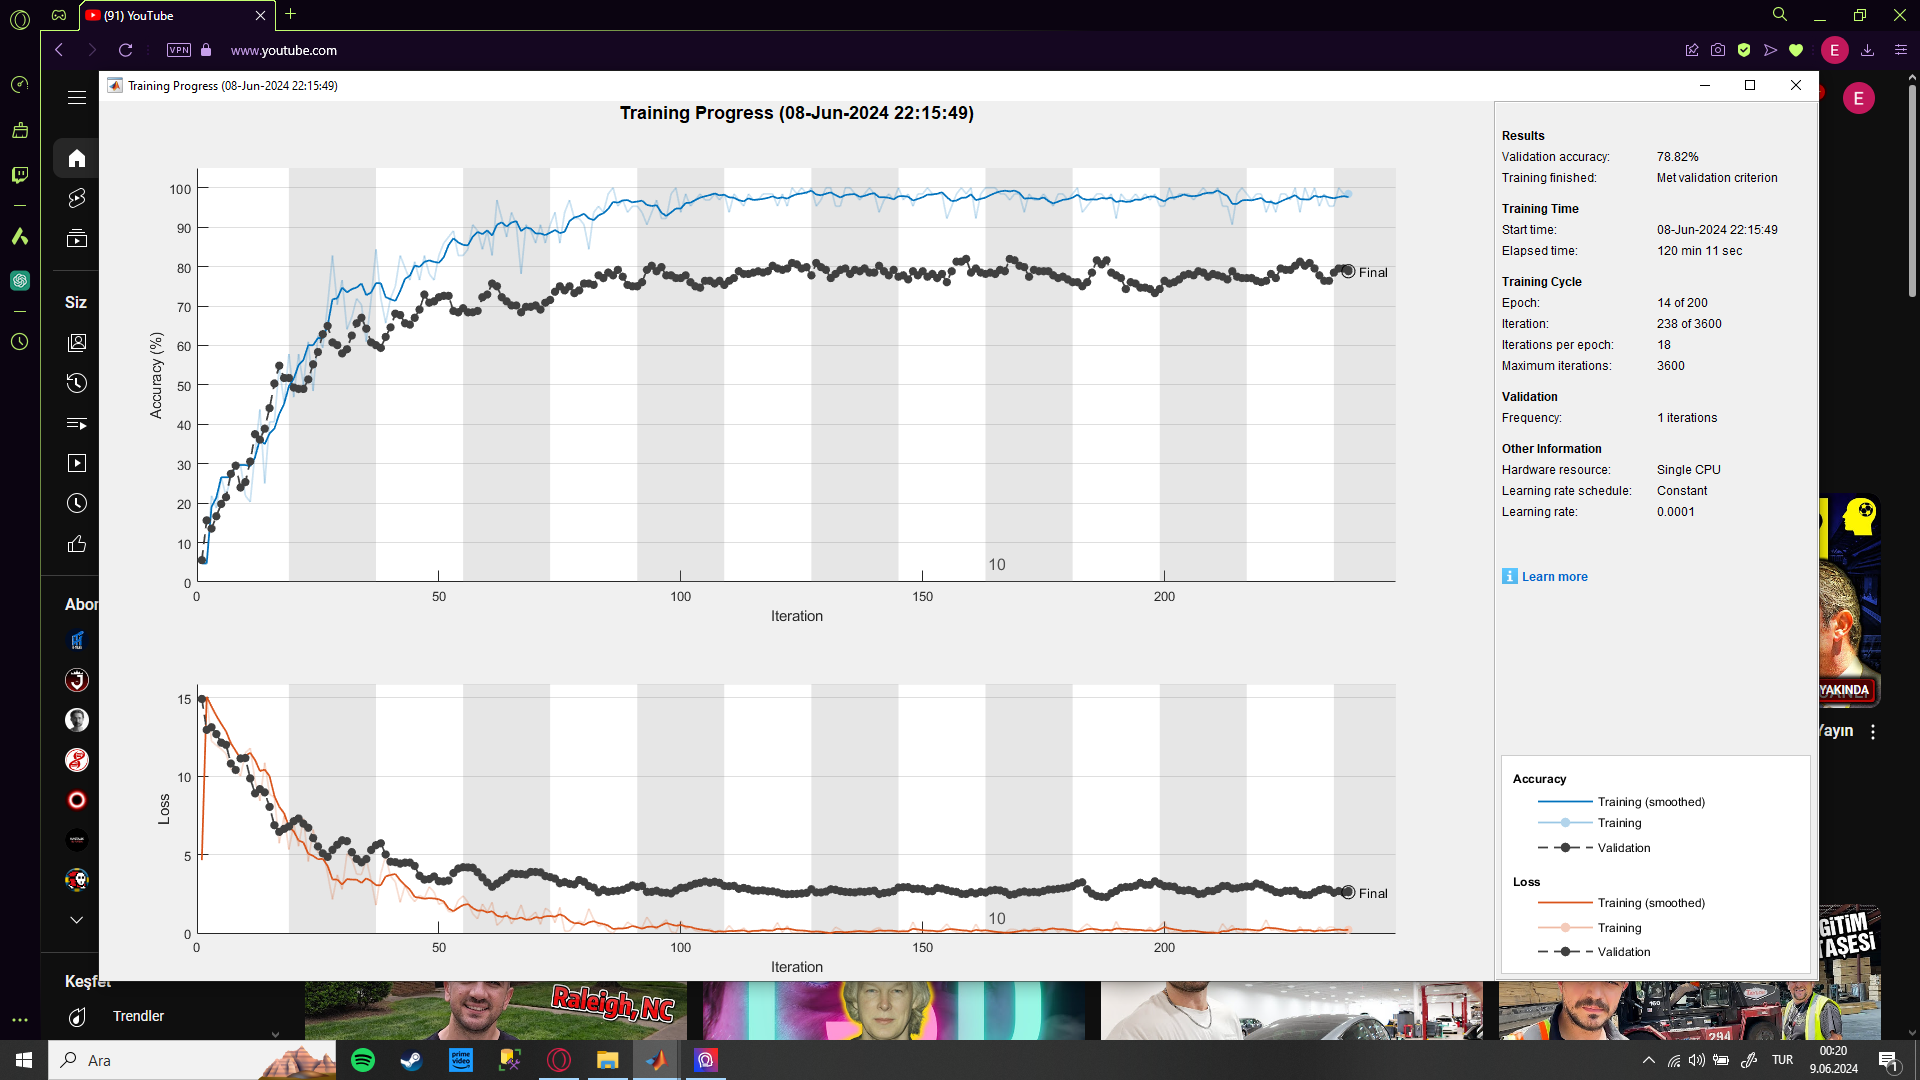 (91) YouTube
VPN
www.youtube.com
E
Training Progress (08-Jun-2024 22:15:49)
E
Training Progress (08-Jun-2024 22:15:49)
100
90
80
70
60
50
40
30
20
10
0
Accuracy (%)
Final
10
0
50
100
150
200
Iteration
15
10
5
0
Loss
Final
10
0
50
100
150
200
Iteration
Results
Validation accuracy: 78.82%
Training finished: Met validation criterion
Training Time
Start time: 08-Jun-2024 22:15:49
Elapsed time: 120 min 11 sec
Training Cycle
Epoch: 14 of 200
Iteration: 238 of 3600
Iterations per epoch: 18
Maximum iterations: 3600
Validation
Frequency: 1 iterations
Other Information
Hardware resource: Single CPU
Learning rate schedule: Constant
Learning rate: 0.0001
Learn more
Accuracy
Training (smoothed)
Training
Validation
Loss
Training (smoothed)
Training
Validation
Siz
Abor
Keşfet
Trendler
YAKINDA
Yayın
Raleigh, NC
294
prime video
Ara
TUR
00:20
9.06.2024
1